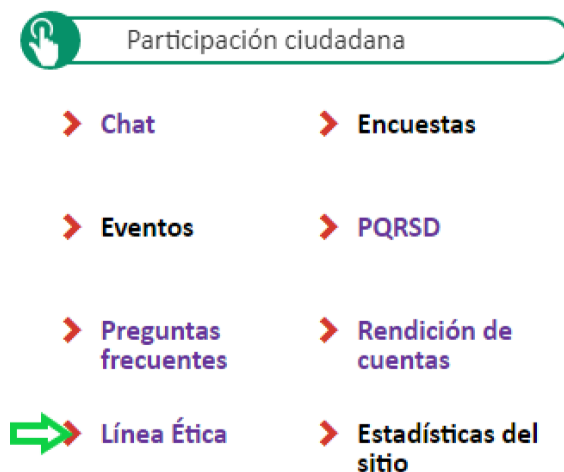 Participación ciudadana
Chat
Encuestas
Eventos
PQRSD
Preguntas
frecuentes
Rendición de
cuentas
Línea Ética
Estadísticas del
sitio